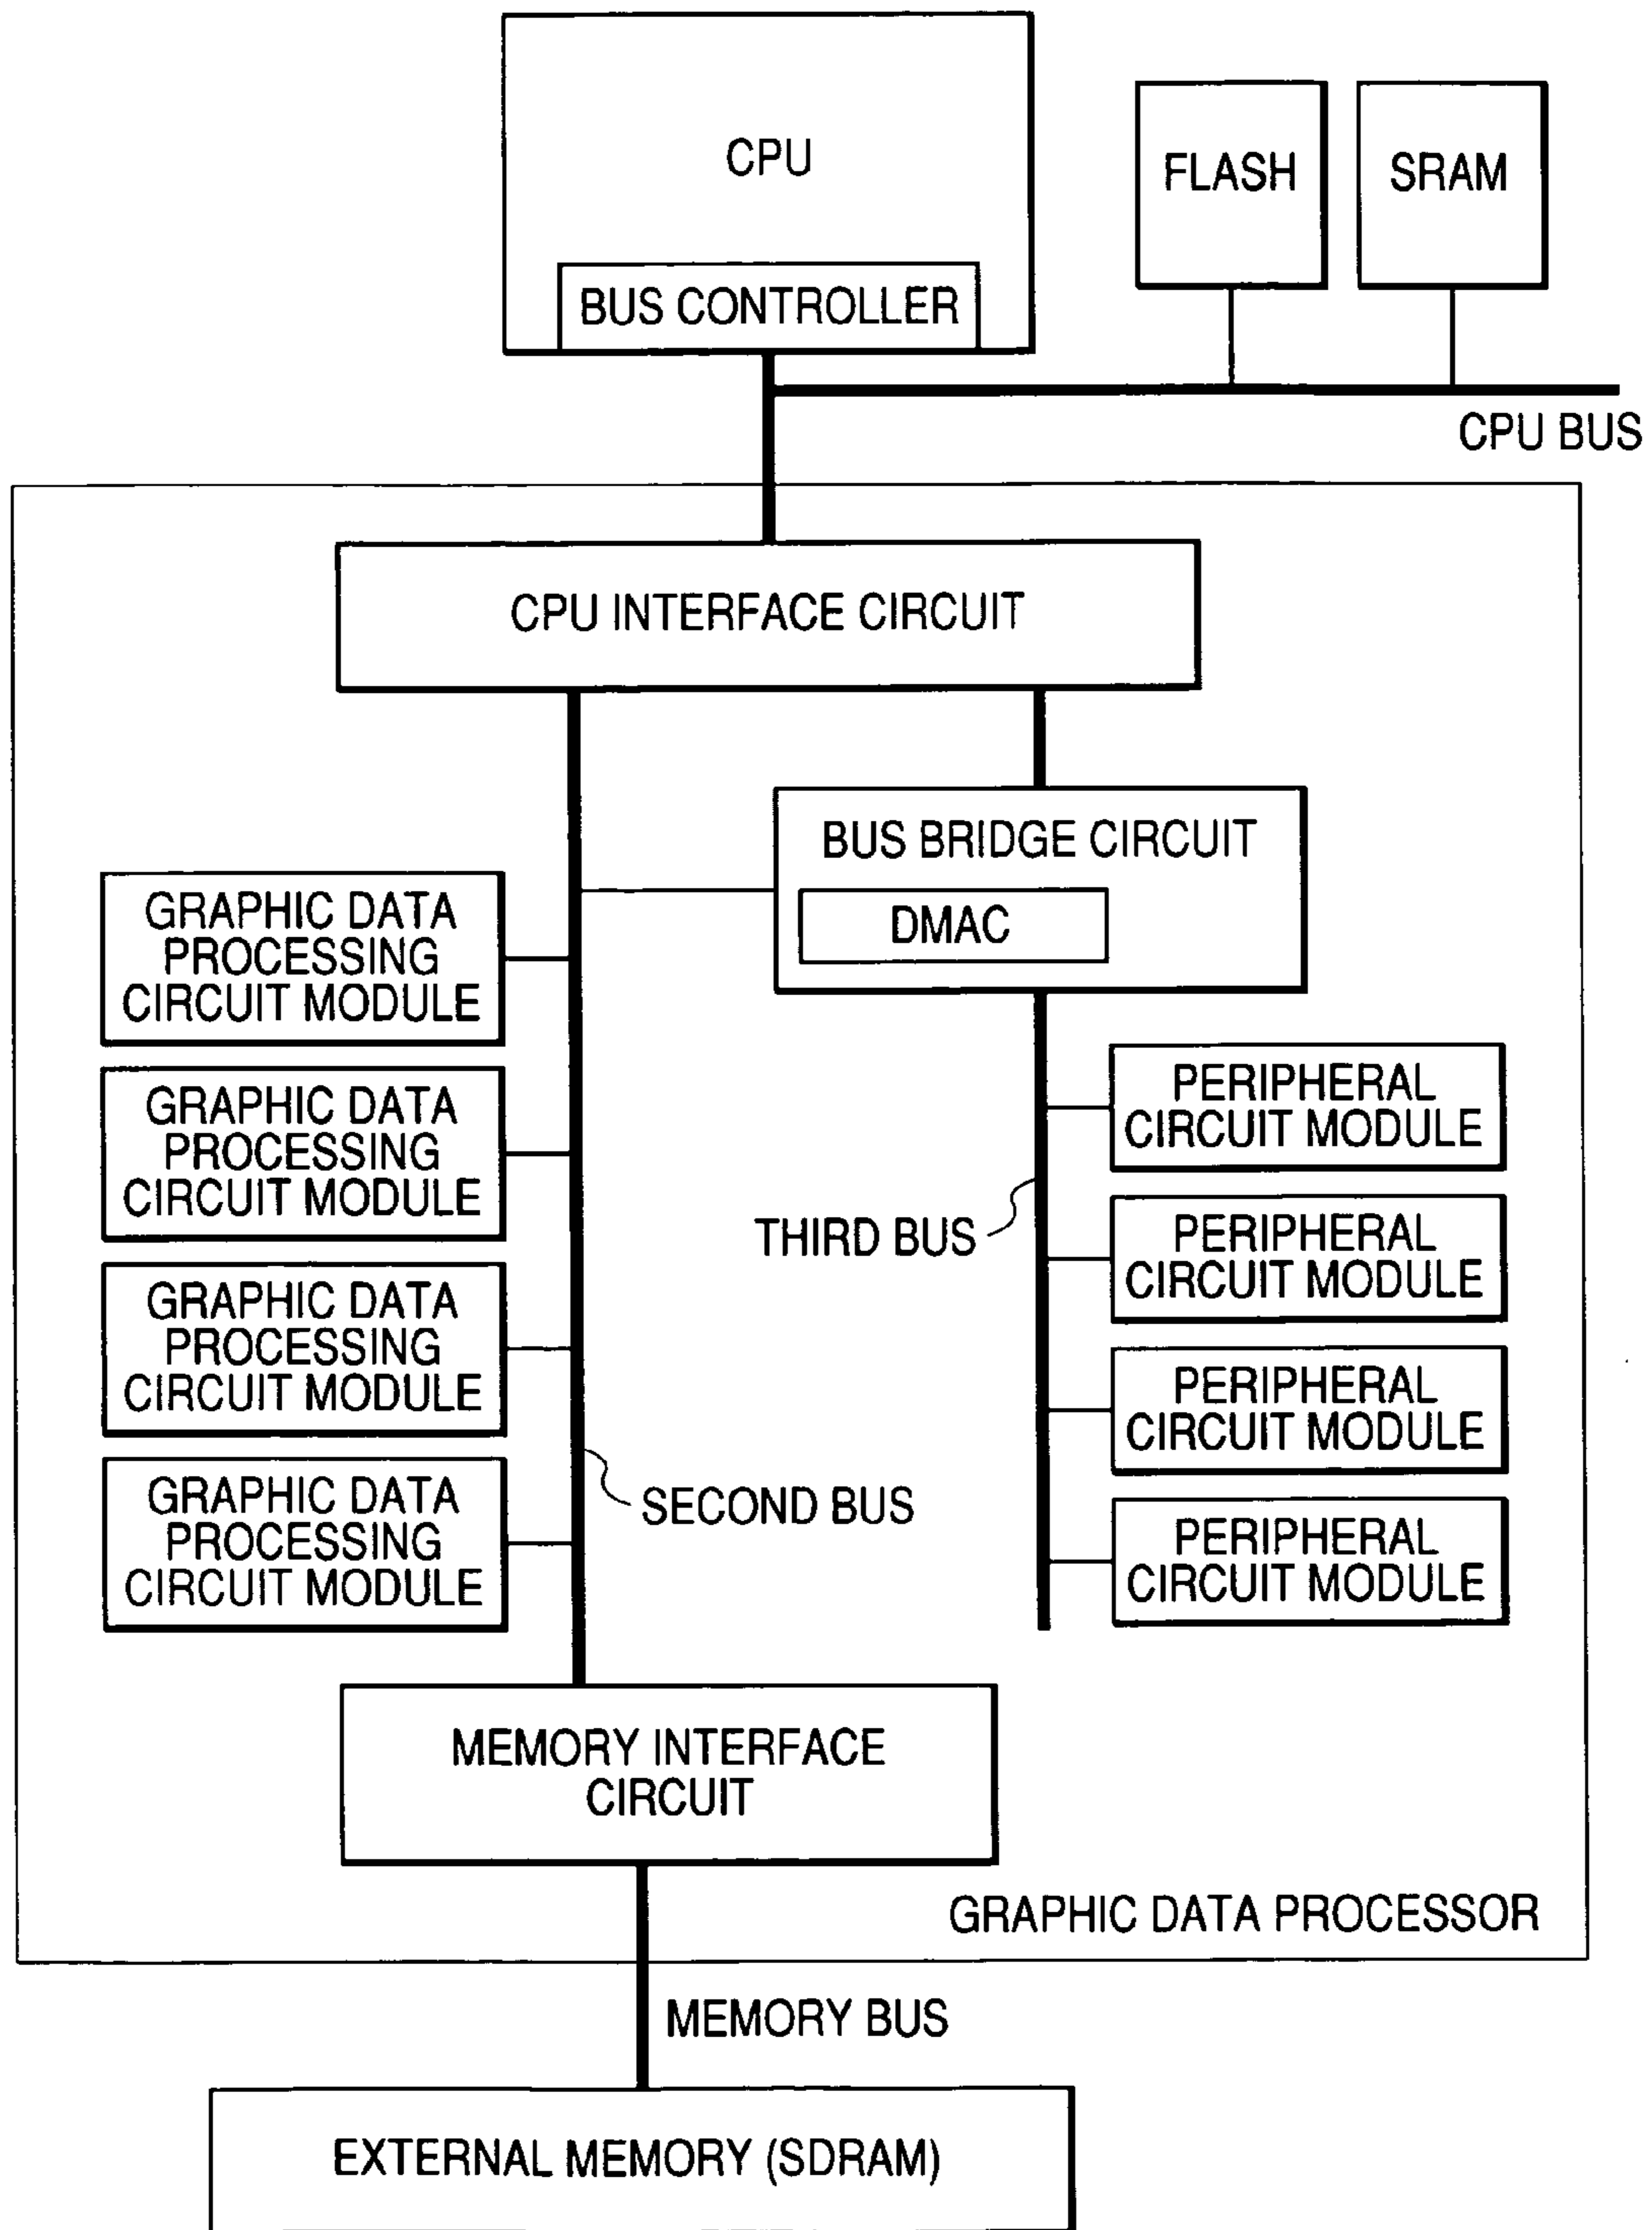 CPU
FLASH
SRAM
BUS CONTROLLER
CPU BUS
CPU INTERFACE CIRCUIT
BUS BRIDGE CIRCUIT
DMAC
GRAPHIC DATA
PROCESSING
CIRCUIT MODULE
GRAPHIC DATA
PROCESSING
CIRCUIT MODULE
GRAPHIC DATA
PROCESSING
CIRCUIT MODULE
GRAPHIC DATA
PROCESSING
CIRCUIT MODULE
PERIPHERAL
CIRCUIT MODULE
PERIPHERAL
CIRCUIT MODULE
PERIPHERAL
CIRCUIT MODULE
PERIPHERAL
CIRCUIT MODULE
THIRD BUS
SECOND BUS
MEMORY INTERFACE
CIRCUIT
GRAPHIC DATA PROCESSOR
MEMORY BUS
EXTERNAL MEMORY (SDRAM)